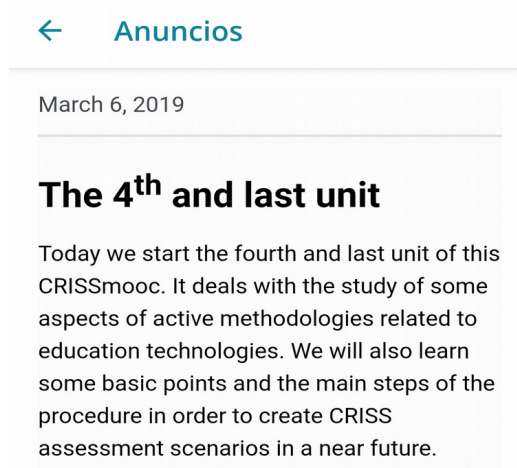 Anuncios
March 6, 2019
The 4th and last unit
Today we start the fourth and last unit of this
CRISSmooc. It deals with the study of some
aspects of active methodologies related to
education technologies. We will also learn
some basic points and the main steps of the
procedure in order to create CRISS
assessment scenarios in a near future.